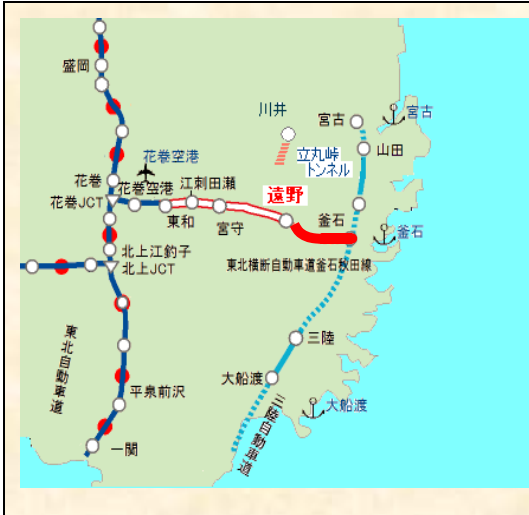 盛岡
川井
宮古
宮古
山田
立丸峠
トンネル
花巻空港
花巻
花巻空港
江刺田瀬
遠野
花巻JCT
東和
宮守
釜石
釜石
北上江釣子
北上JCT
東北横断自動車道釜石秋田線
東北自動車道
三陸
大船渡
大船渡
平泉前沢
三陸自動車道
一関